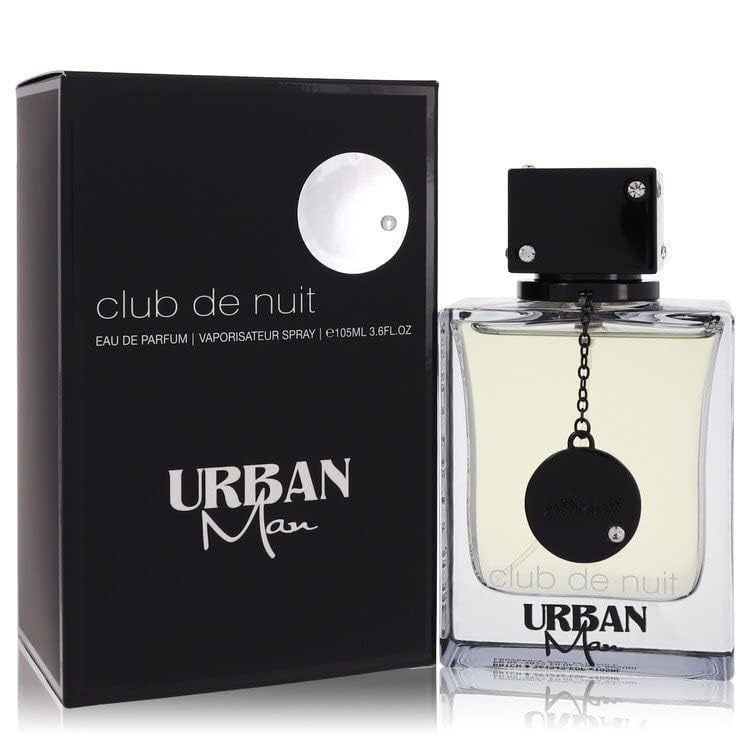 club de nuit
EAU DE PARFUM | VAPORISATEUR SPRAY | ℮105ML 3.6FL.OZ
URBAN
Man
club de nuit
URBAN
Man